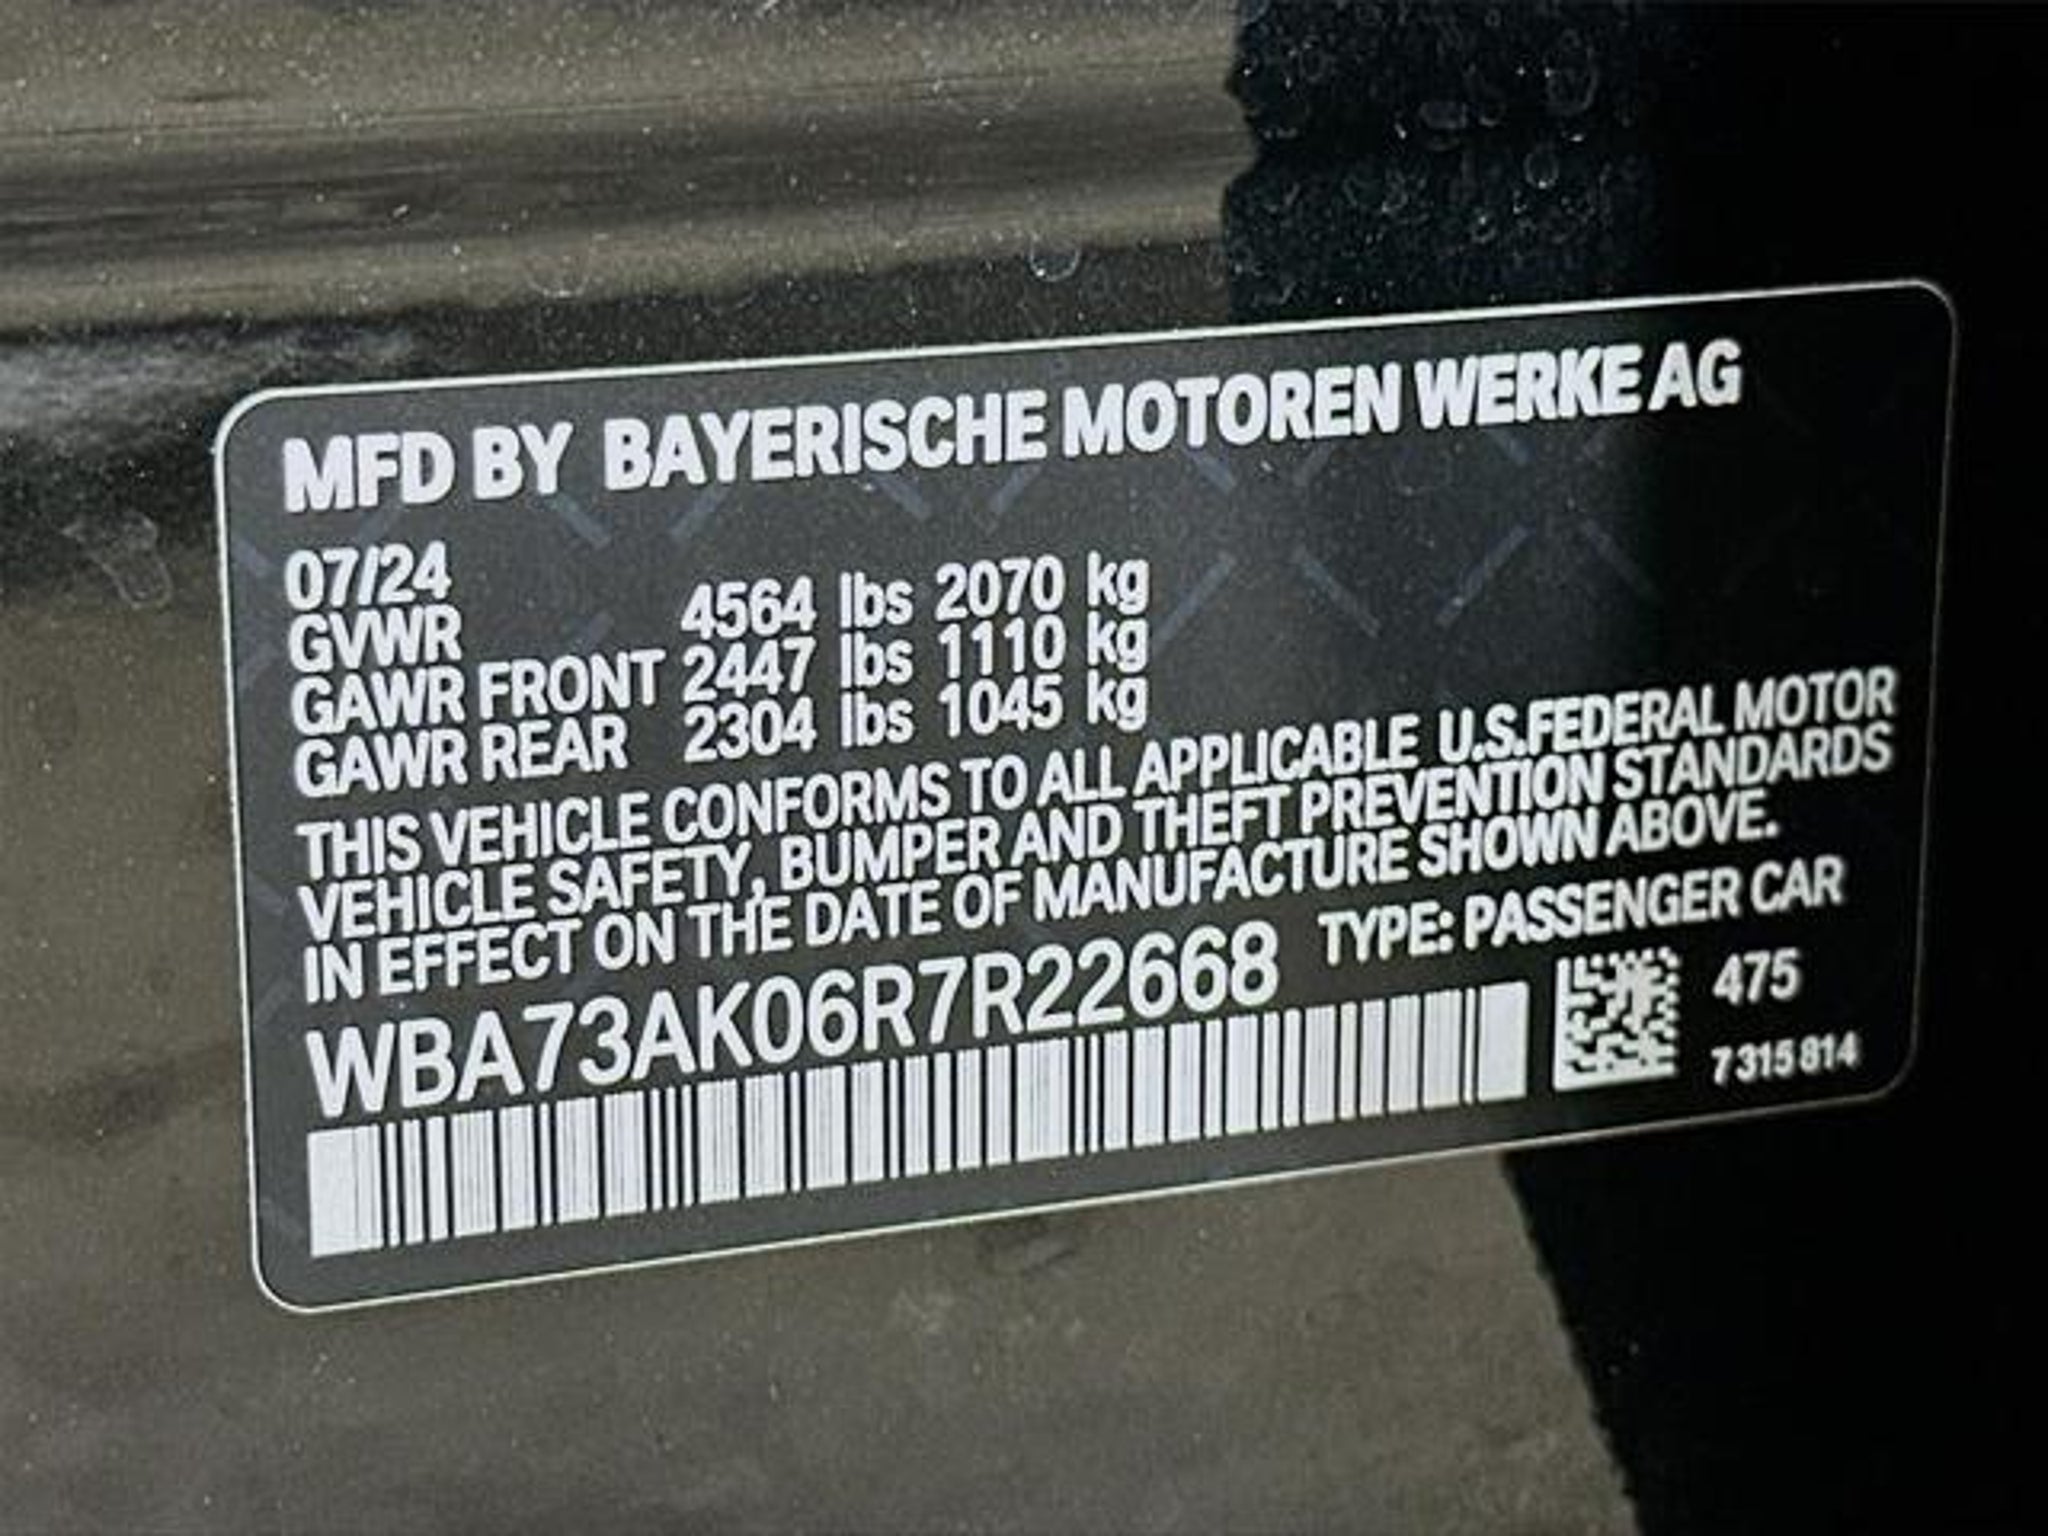 MFD BY BAYERISCHE MOTOREN WERKE AG
07/24
GVWR 4564 lbs 2070 kg
GAWR FRONT 2447 lbs 1110 kg
GAWR REAR 2304 lbs 1045 kg
THIS VEHICLE CONFORMS TO ALL APPLICABLE U.S.FEDERAL MOTOR
VEHICLE SAFETY, BUMPER AND THEFT PREVENTION STANDARDS
IN EFFECT ON THE DATE OF MANUFACTURE SHOWN ABOVE.
WBA73AK06R7R22668 TYPE: PASSENGER CAR
475
7 315 814